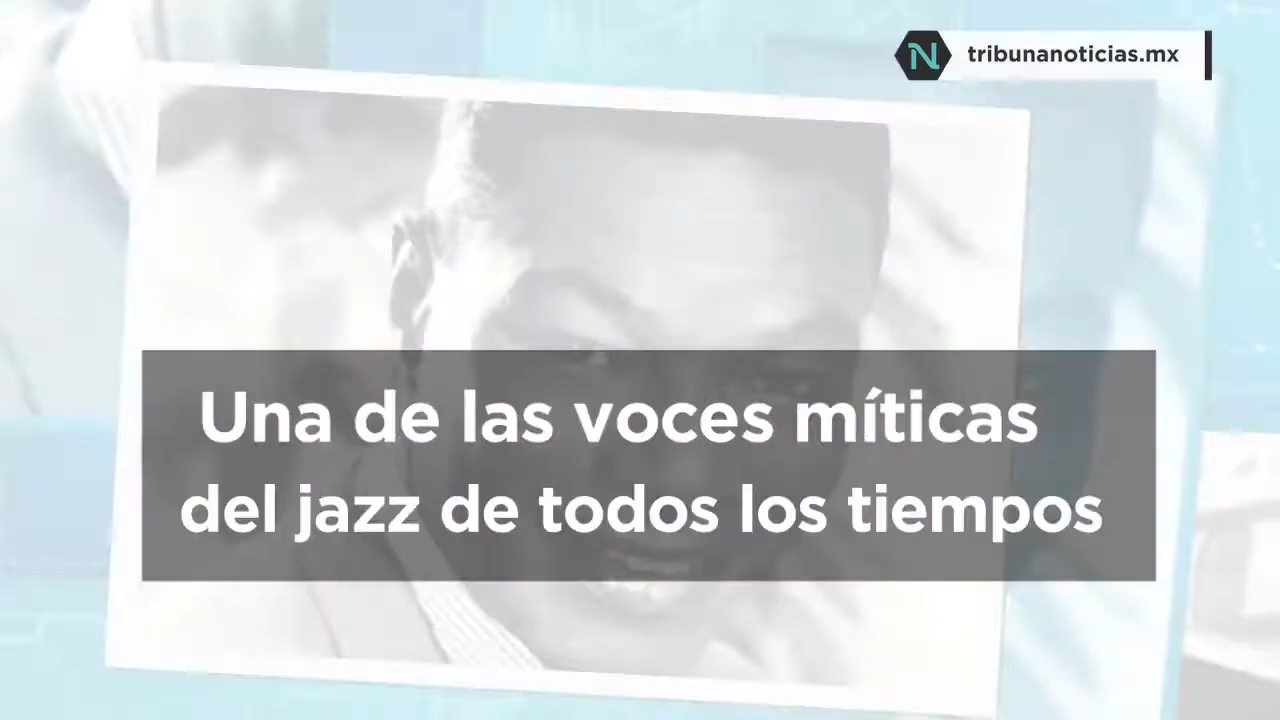 tribunanoticias.mx
Una de las voces míticas
del jazz de todos los tiempos